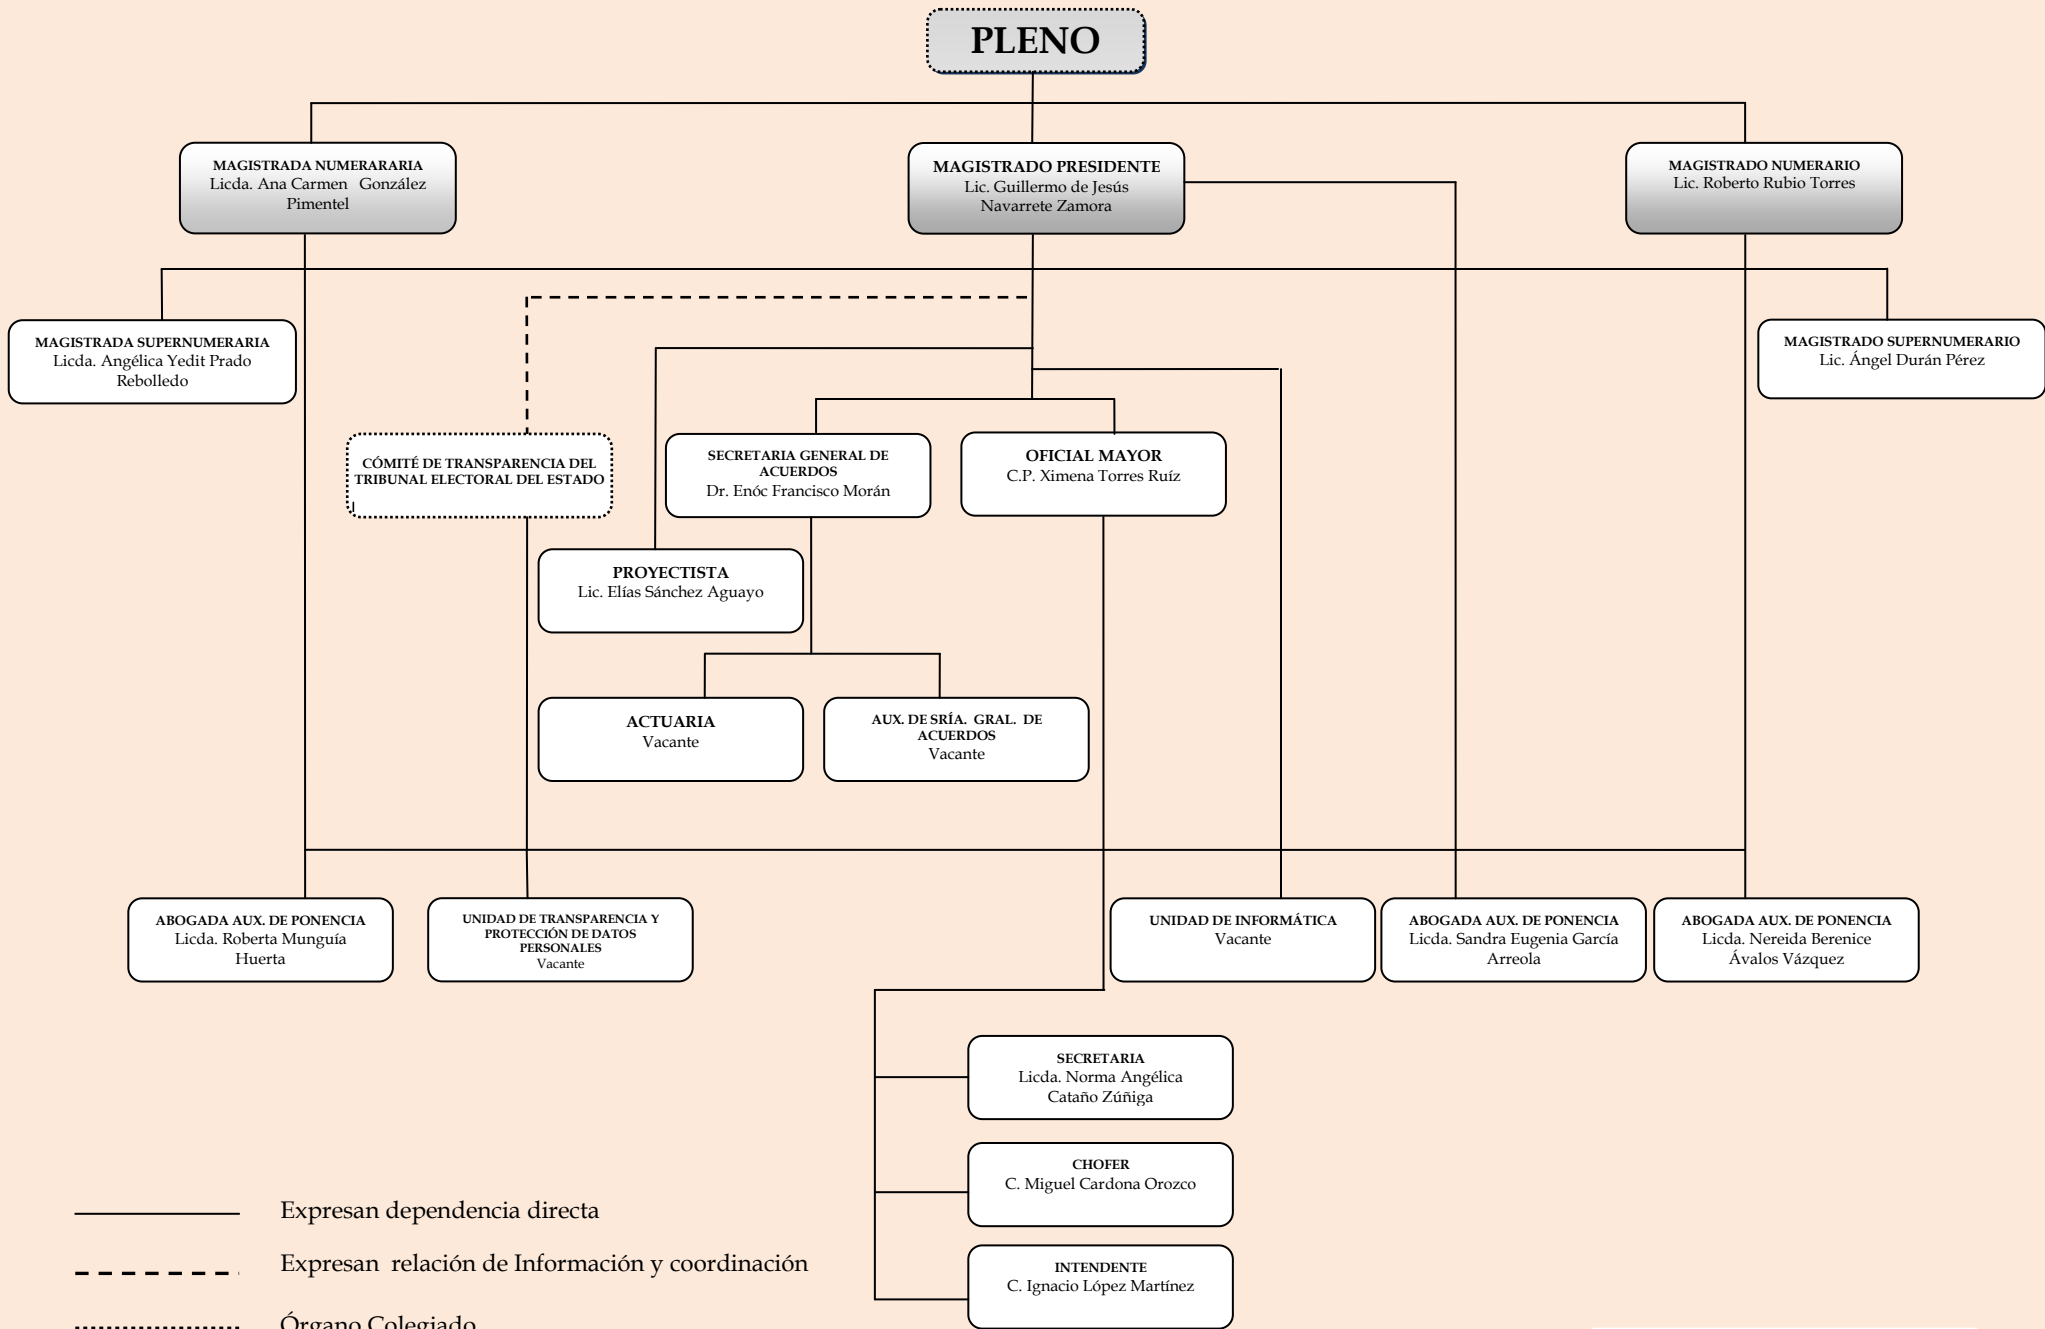 PLENO
MAGISTRADA NUMERARARIA
Licda. Ana Carmen González
Pimentel
MAGISTRADO PRESIDENTE
Lic. Guillermo de Jesús
Navarrete Zamora
MAGISTRADO NUMERARIO
Lic. Roberto Rubio Torres
MAGISTRADA SUPERNUMERARIA
Licda. Angélica Yedit Prado
Rebolledo
MAGISTRADO SUPERNUMERARIO
Lic. Ángel Durán Pérez
CÓMITÉ DE TRANSPARENCIA DEL
TRIBUNAL ELECTORAL DEL ESTADO
SECRETARIA GENERAL DE
ACUERDOS
Dr. Enóc Francisco Morán
OFICIAL MAYOR
C.P. Ximena Torres Ruíz
PROYECTISTA
Lic. Elías Sánchez Aguayo
ACTUARIA
Vacante
AUX. DE SRÍA. GRAL. DE
ACUERDOS
Vacante
ABOGADA AUX. DE PONENCIA
Licda. Roberta Munguía
Huerta
UNIDAD DE TRANSPARENCIA Y
PROTECCIÓN DE DATOS
PERSONALES
Vacante
UNIDAD DE INFORMÁTICA
Vacante
ABOGADA AUX. DE PONENCIA
Licda. Sandra Eugenia García
Arreola
ABOGADA AUX. DE PONENCIA
Licda. Nereida Berenice
Ávalos Vázquez
SECRETARIA
Licda. Norma Angélica
Cataño Zúñiga
CHOFER
C. Miguel Cardona Orozco
INTENDENTE
C. Ignacio López Martínez
Expresan dependencia directa
Expresan relación de Información y coordinación
Órgano Colegiado